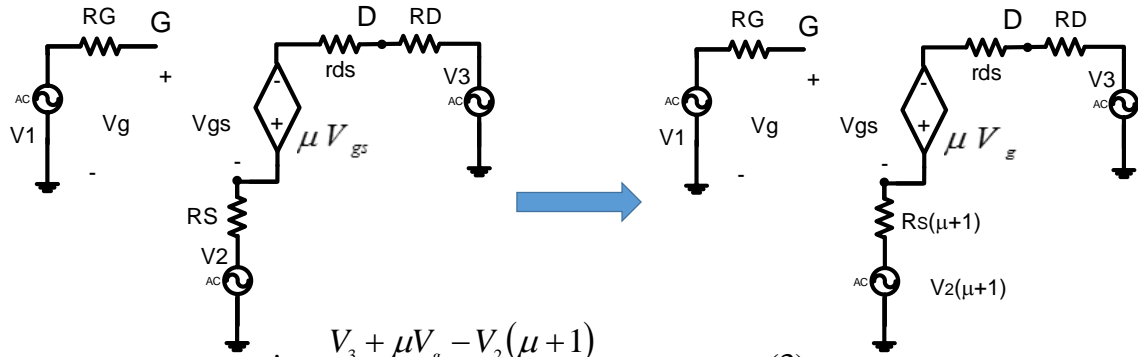 RG
G
D
RD
+
-
rds
V3
AC
AC
V1
Vg
Vgs
+
μ V gs
-
-
RS
V2
AC
RG
G
D
RD
+
-
rds
V3
AC
AC
V1
Vg
Vgs
+
μ V g
-
-
Rs(μ+1)
AC
V2(μ+1)
V3 + μVg − V2(μ + 1)